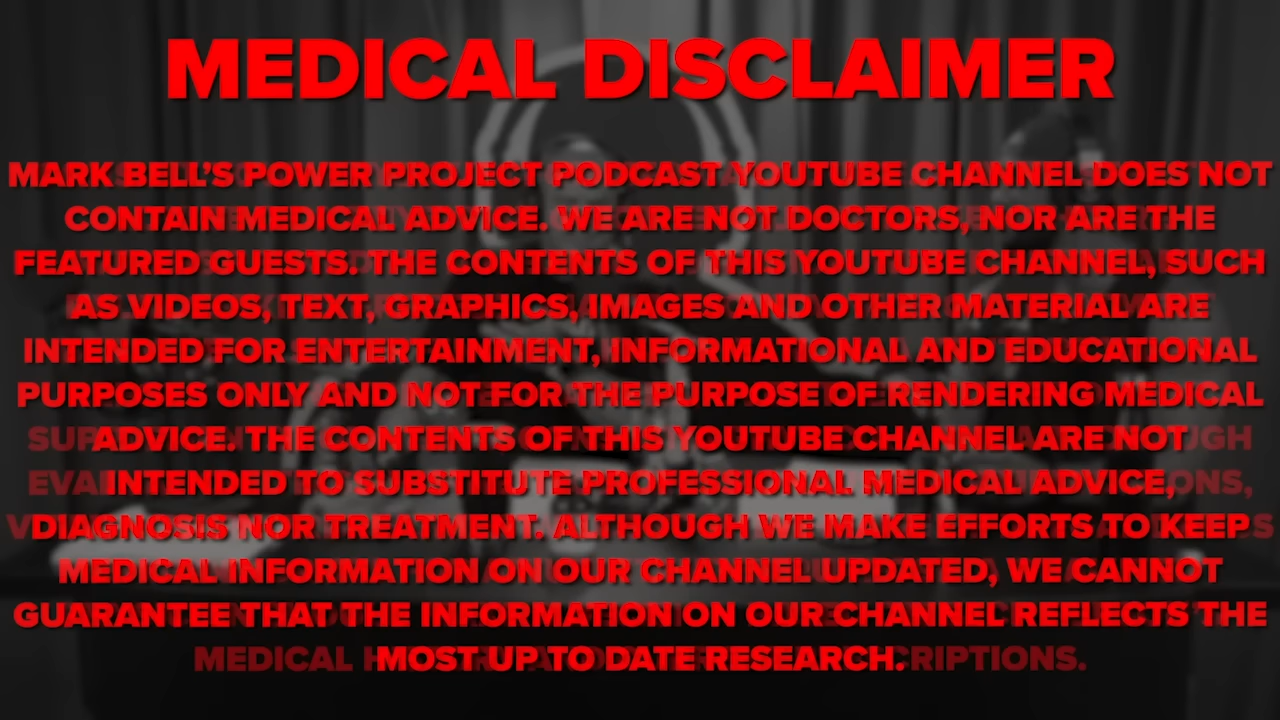 MEDICAL DISCLAIMER
MARK BELL'S POWER PROJECT PODCAST YOUTUBE CHANNEL DOES NOT
CONTAIN MEDICAL ADVICE. WE ARE NOT DOCTORS, NOR ARE THE
FEATURED GUESTS. THE CONTENTS OF THIS YOUTUBE CHANNEL, SUCH
AS VIDEOS, TEXT, GRAPHICS, IMAGES AND OTHER MATERIAL ARE
INTENDED FOR ENTERTAINMENT, INFORMATIONAL AND EDUCATIONAL
PURPOSES ONLY AND NOT FOR THE PURPOSE OF RENDERING MEDICAL
ADVICE. THE CONTENTS OF THIS YOUTUBE CHANNEL ARE NOT
INTENDED TO SUBSTITUTE PROFESSIONAL MEDICAL ADVICE,
DIAGNOSIS NOR TREATMENT. ALTHOUGH WE MAKE EFFORTS TO KEEP
MEDICAL INFORMATION ON OUR CHANNEL UPDATED, WE CANNOT
GUARANTEE THAT THE INFORMATION ON OUR CHANNEL REFLECTS THE
MEDICAL MOST UP TO DATE RESEARCH.